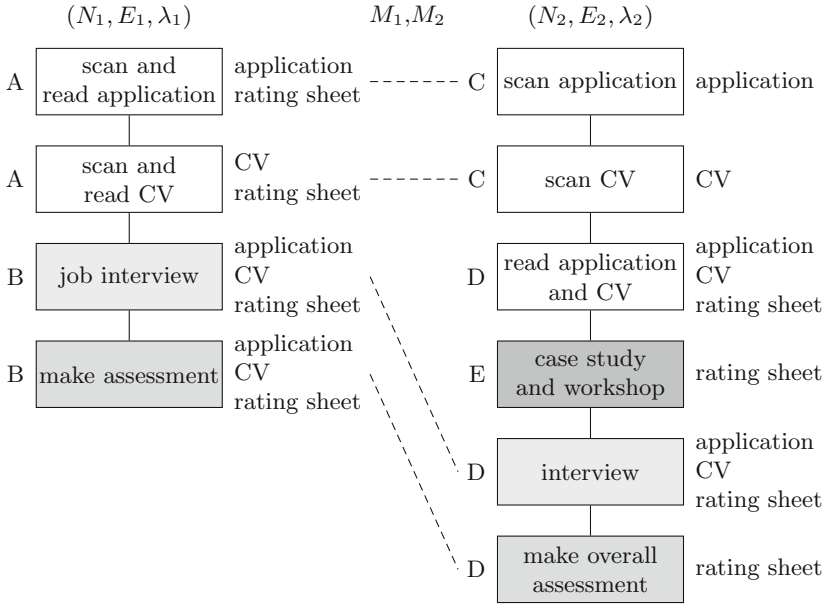 (N₁, E₁, λ₁) M₁,M₂ (N₂, E₂, λ₂)
A
scan and
read application
application
rating sheet
C
scan application
application
A
scan and
read CV
CV
rating sheet
C
scan CV
CV
B
job interview
application
CV
rating sheet
D
read application
and CV
application
CV
rating sheet
B
make assessment
application
CV
rating sheet
E
case study
and workshop
rating sheet
D
interview
application
CV
rating sheet
D
make overall
assessment
rating sheet